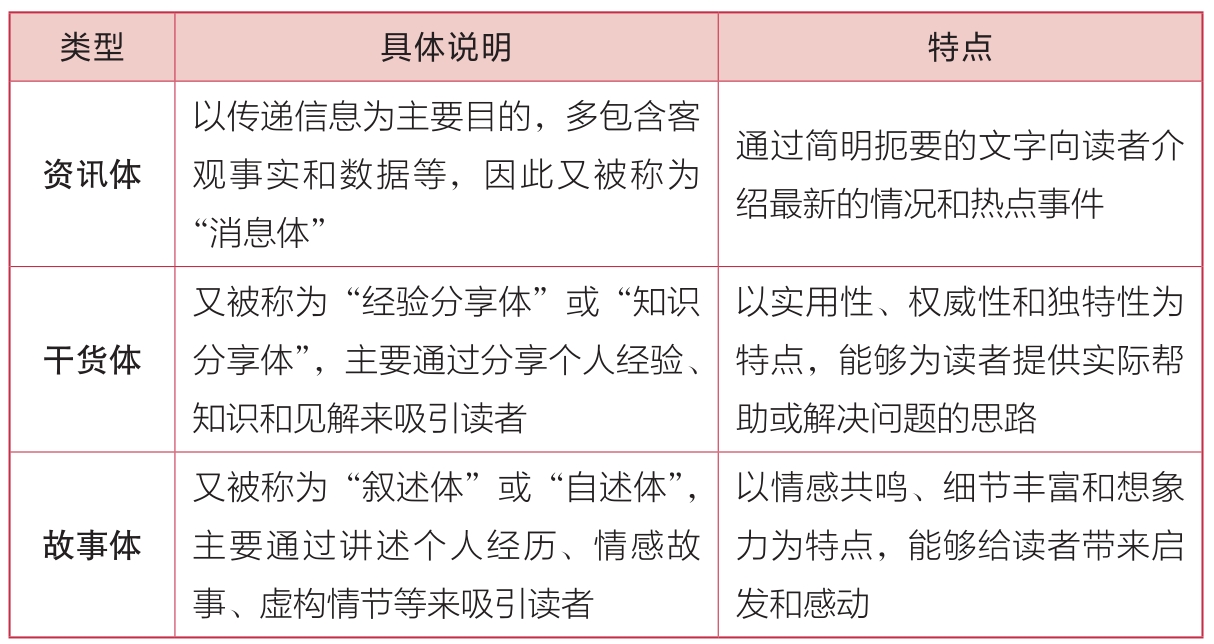 类型
具体说明
特点
资讯体
以传递信息为主要目的，多包含客
观事实和数据等，因此又被称为
“消息体”
通过简明扼要的文字向读者介
绍最新的情况和热点事件
干货体
又被称为“经验分享体”或“知识
分享体”，主要通过分享个人经验、
知识和见解来吸引读者
以实用性、权威性和独特性为
特点，能够为读者提供实际帮
助或解决问题的思路
故事体
又被称为“叙述体”或“自述体”，
主要通过讲述个人经历、情感故
事、虚构情节等来吸引读者
以情感共鸣、细节丰富和想象
力为特点，能够给读者带来启
发和感动